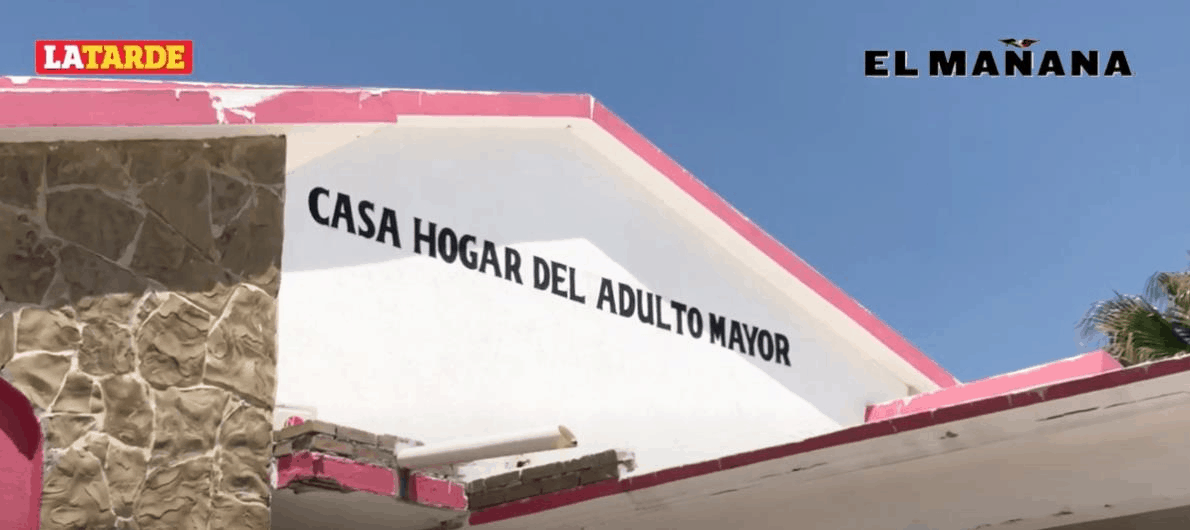 LATARDE
EL MAÑANA
CASA HOGAR DEL ADULTO MAYOR